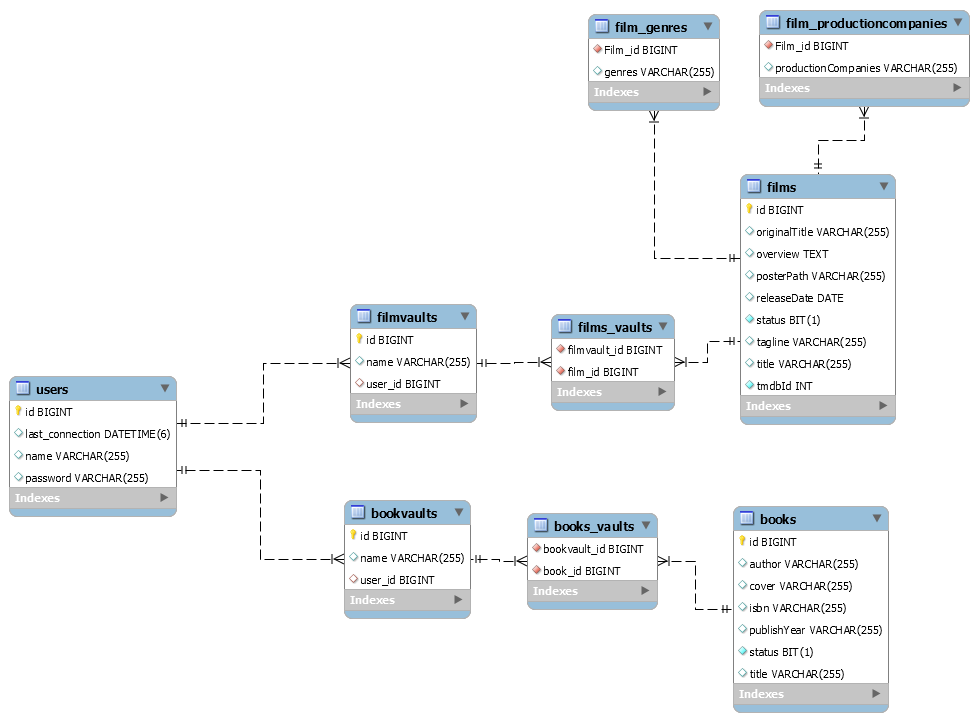 film_genres
Film_id BIGINT
genres VARCHAR(255)
Indexes
film_productioncompanies
Film_id BIGINT
productionCompanies VARCHAR(255)
Indexes
films
id BIGINT
originalTitle VARCHAR(255)
overview TEXT
posterPath VARCHAR(255)
releaseDate DATE
status BIT(1)
tagline VARCHAR(255)
title VARCHAR(255)
tmdbId INT
Indexes
filmvaults
id BIGINT
name VARCHAR(255)
user_id BIGINT
Indexes
films_vaults
filmvault_id BIGINT
film_id BIGINT
Indexes
users
id BIGINT
last_connection DATETIME(6)
name VARCHAR(255)
password VARCHAR(255)
Indexes
bookvaults
id BIGINT
name VARCHAR(255)
user_id BIGINT
Indexes
books_vaults
bookvault_id BIGINT
book_id BIGINT
Indexes
books
id BIGINT
author VARCHAR(255)
cover VARCHAR(255)
isbn VARCHAR(255)
publishYear VARCHAR(255)
status BIT(1)
title VARCHAR(255)
Indexes